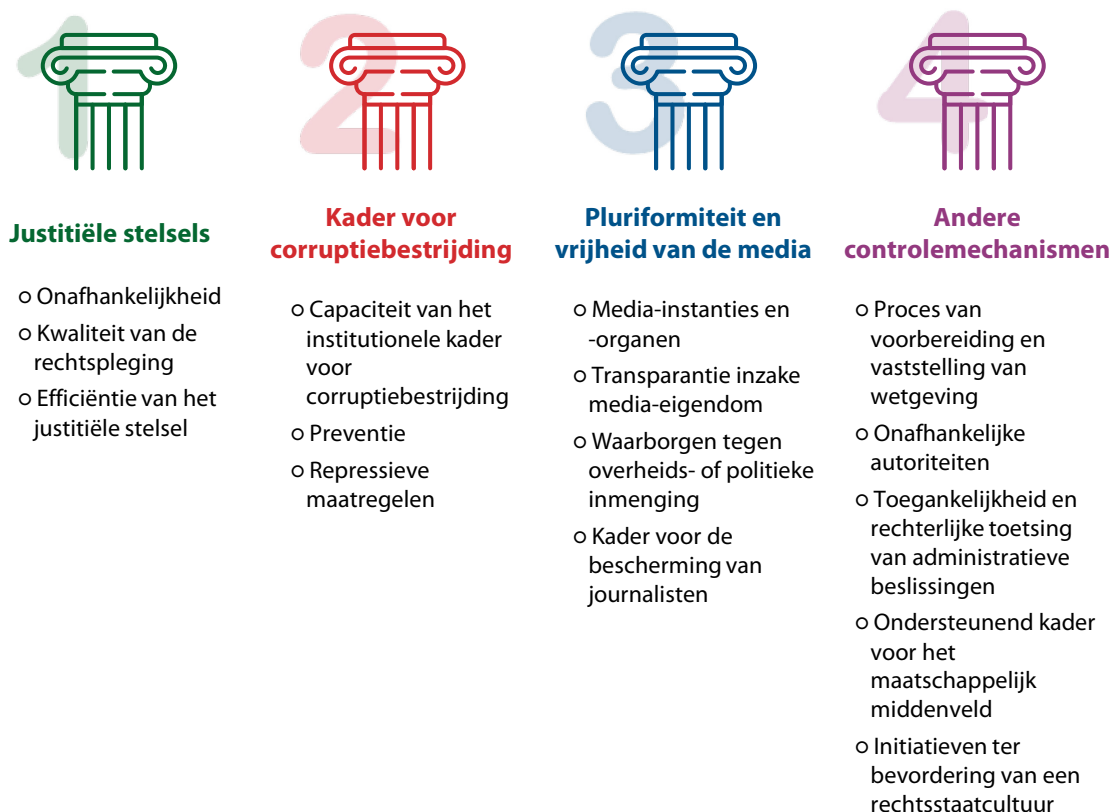 1
Justitiële stelsels
o Onafhankelijkheid
o Kwaliteit van de
rechtspleging
o Efficiëntie van het
justitiële stelsel
2
Kader voor
corruptiebestrijding
o Capaciteit van het
institutionele kader
voor
corruptiebestrijding
o Preventie
o Repressieve
maatregelen
3
Pluriformiteit en
vrijheid van de media
o Media-instanties en
-organen
o Transparantie inzake
media-eigendom
o Waarborgen tegen
overheids- of politieke
inmenging
o Kader voor de
bescherming van
journalisten
4
Andere
controlemechanismen
o Proces van
voorbereiding en
vaststelling van
wetgeving
o Onafhankelijke
autoriteiten
o Toegankelijkheid en
rechterlijke toetsing
van administratieve
beslissingen
o Ondersteunend kader
voor het
maatschappelijk
middenveld
o Initiatieven ter
bevordering van een
rechtsstaatcultuur